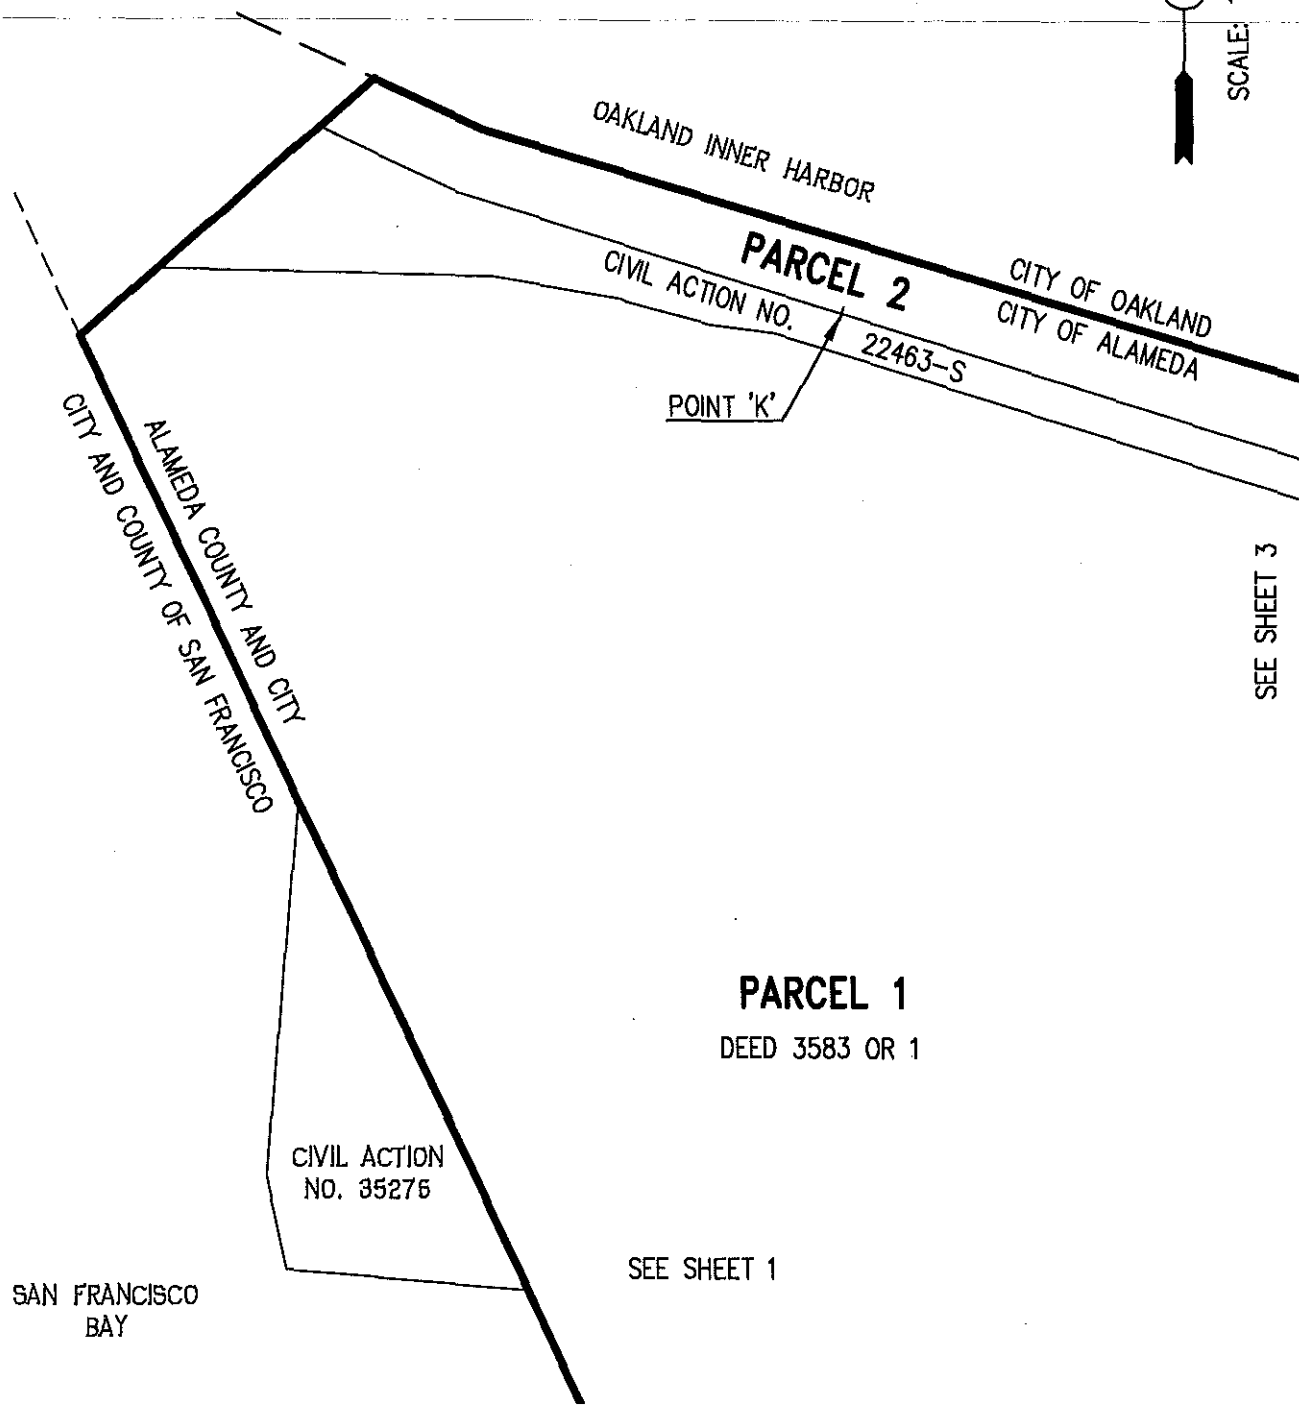 SCALE:
OAKLAND INNER HARBOR
PARCEL 2
CITY OF OAKLAND
CITY OF ALAMEDA
CIVIL ACTION NO.
22463-S
POINT 'K'
ALAMEDA COUNTY AND CITY
CITY AND COUNTY OF SAN FRANCISCO
SEE SHEET 3
PARCEL 1
DEED 3583 OR 1
CIVIL ACTION
NO. 35276
SEE SHEET 1
SAN FRANCISCO
BAY